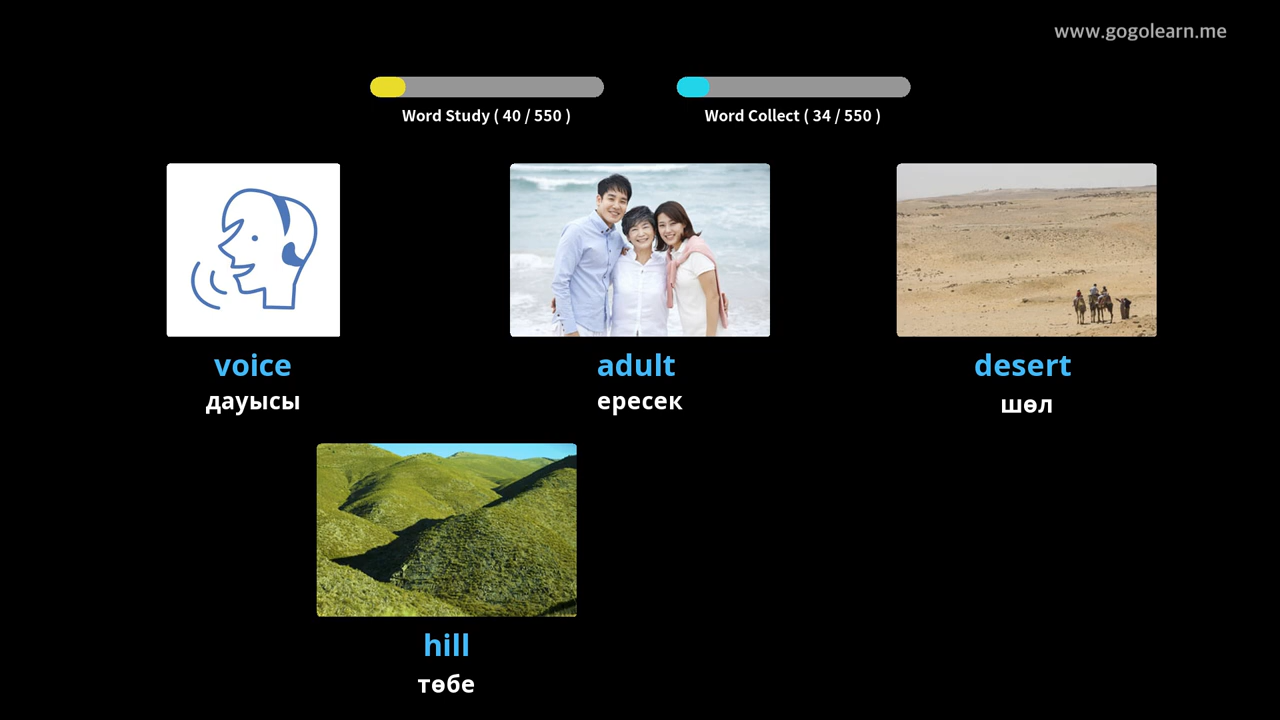 www.gogolearn.me
Word Study ( 40 / 550 )
Word Collect ( 34 / 550 )
voice
дауысы
adult
ересек
desert
шөл
hill
төбе